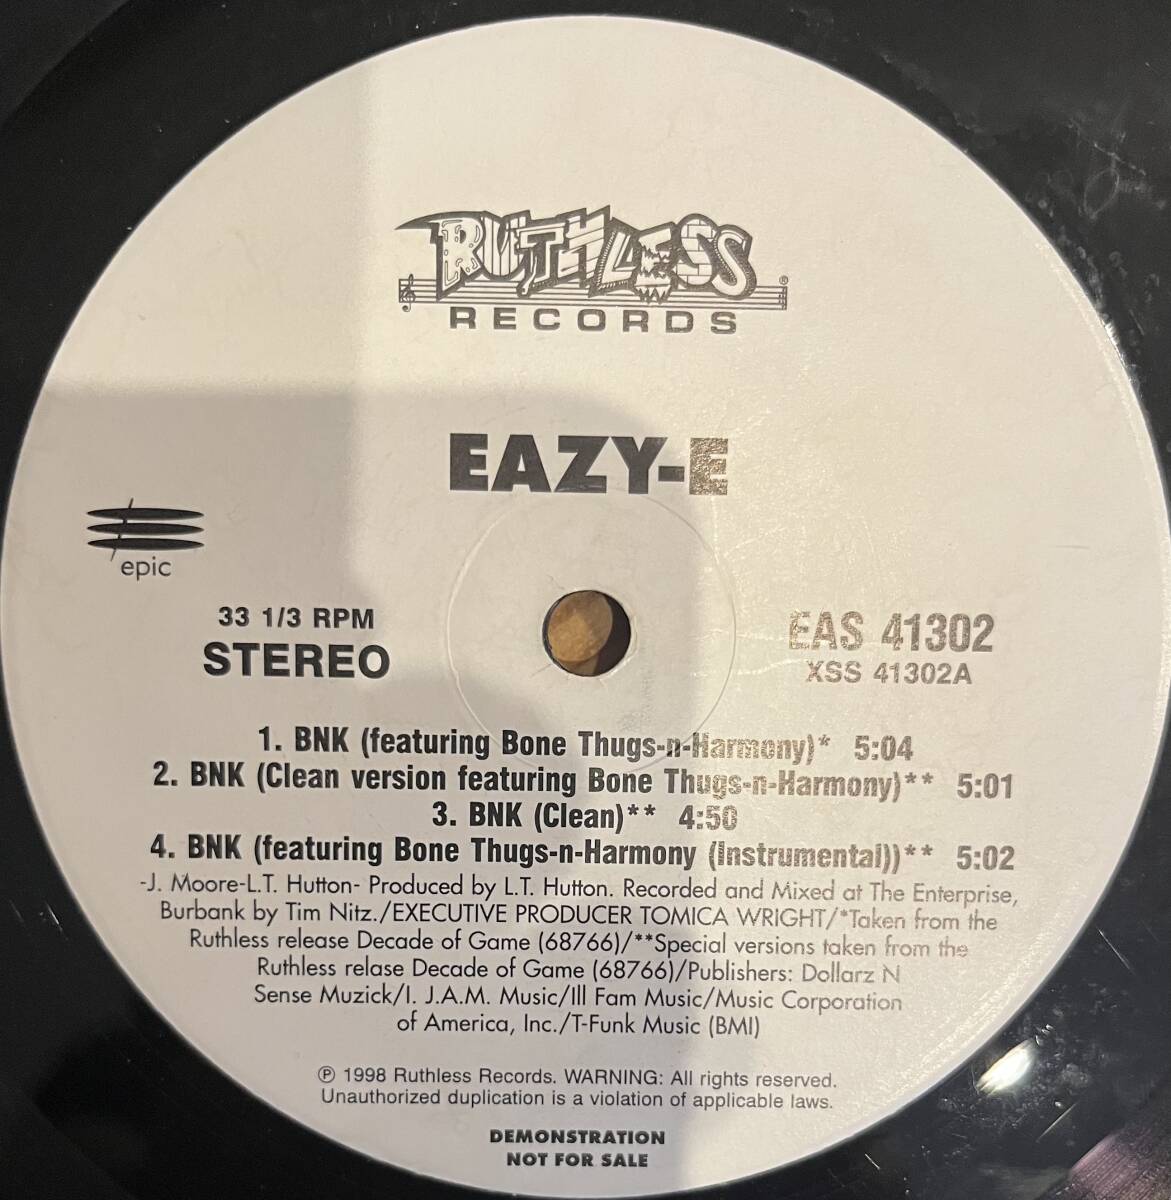 RUTHLESS
RECORDS
EAZY-E
epic
33 1/3 RPM
STEREO
EAS 41302
XSS 41302A
1. BNK (featuring Bone Thugs-n-Harmony)* 5:04
2. BNK (Clean version featuring Bone Thugs-n-Harmony)** 5:01
3. BNK (Clean)** 4:50
4. BNK (featuring Bone Thugs-n-Harmony (Instrumental))** 5:02
-J. Moore-L.T. Hutton- Produced by L.T. Hutton. Recorded and Mixed at The Enterprise,
Burbank by Tim Nitz./EXECUTIVE PRODUCER TOMICA WRIGHT/*Taken from the
Ruthless release Decade of Game (68766)/**Special versions taken from the
Ruthless relase Decade of Game (68766)/Publishers: Dollarz N
Sense Muzick/I. J.A.M. Music/Ill Fam Music/Music Corporation
of America, Inc./T-Funk Music (BMI)
℗ 1998 Ruthless Records. WARNING: All rights reserved.
Unauthorized duplication is a violation of applicable laws.
DEMONSTRATION
NOT FOR SALE